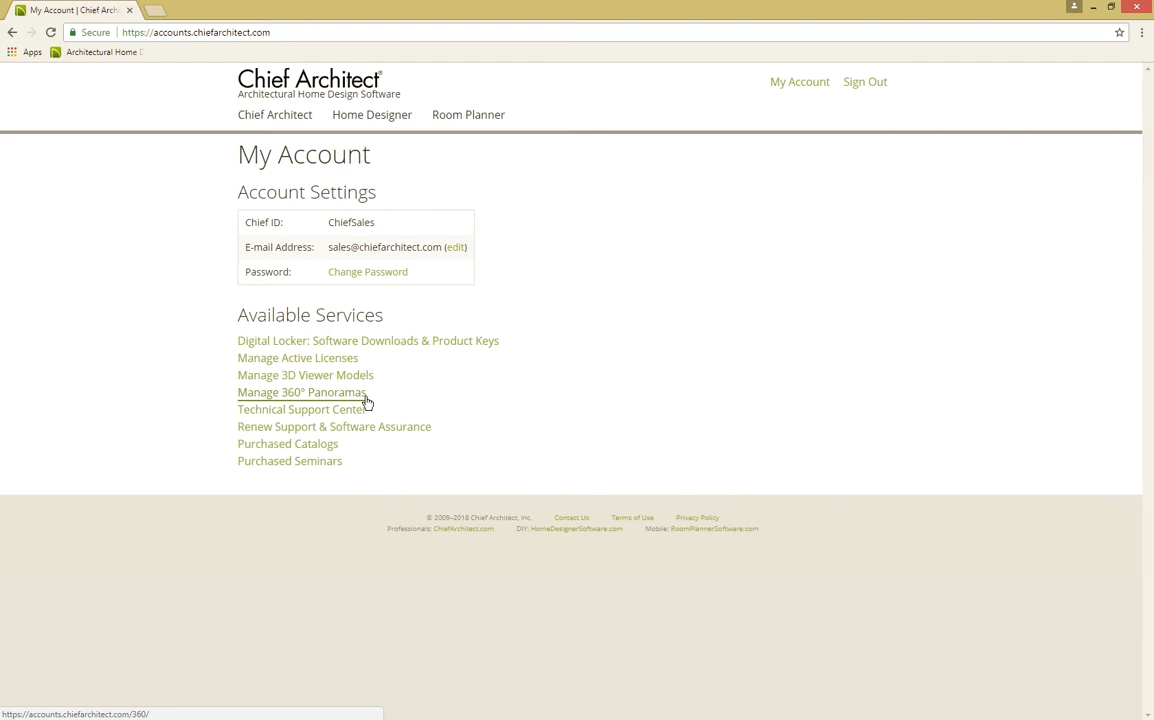 My Account | Chief Archi
Secure https://accounts.chiefarchitect.com
Apps Architectural Home D
Chief Architect®
Architectural Home Design Software
My Account Sign Out
Chief Architect Home Designer Room Planner
My Account
Account Settings
Chief ID: ChiefSales
E-mail Address: sales@chiefarchitect.com (edit)
Password: Change Password
Available Services
Digital Locker: Software Downloads & Product Keys
Manage Active Licenses
Manage 3D Viewer Models
Manage 360° Panoramas
Technical Support Center
Renew Support & Software Assurance
Purchased Catalogs
Purchased Seminars
© 2009–2018 Chief Architect, Inc. Contact Us Terms of Use Privacy Policy
Professionals: ChiefArchitect.com DIY: HomeDesignerSoftware.com Mobile: RoomPlannerSoftware.com
https://accounts.chiefarchitect.com/360/